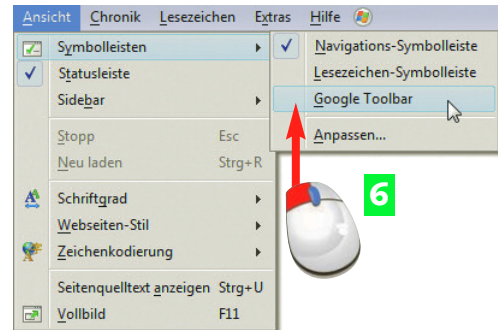 Ansicht Chronik Lesezeichen Extras Hilfe
Symbolleisten
Statusleiste
Sidebar
Stopp Esc
Neu laden Strg+R
Schriftgrad
Webseiten-Stil
Zeichenkodierung
Seitenquelltext anzeigen Strg+U
Vollbild F11
Navigations-Symbolleiste
Lesezeichen-Symbolleiste
Google Toolbar
Anpassen...
6